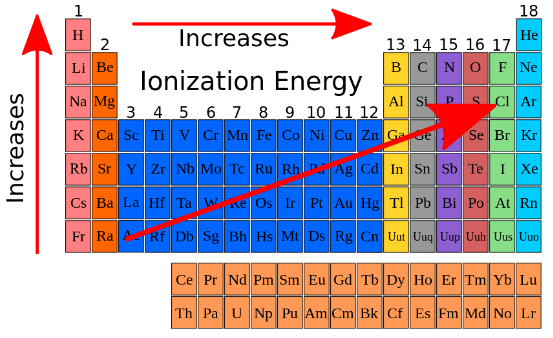 1 18
H He
Increases
2 13 14 15 16 17
Li Be B C N O F Ne
Ionization Energy
Na Mg Al Si P S Cl Ar
3 4 5 6 7 8 9 10 11 12
K Ca Sc Ti V Cr Mn Fe Co Ni Cu Zn Ga Ge Se Br Kr
Rb Sr Y Zr Nb Mo Tc Ru Rh Pd Ag Cd In Sn Sb Te I Xe
Cs Ba La Hf Ta W Re Os Ir Pt Au Hg Tl Pb Bi Po At Rn
Fr Ra Ac Rf Db Sg Bh Hs Mt Ds Rg Cn Uut Uuq Uup Uuh Uus Uuo
Increases
Ce Pr Nd Pm Sm Eu Gd Tb Dy Ho Er Tm Yb Lu
Th Pa U Np Pu Am Cm Bk Cf Es Fm Md No Lr